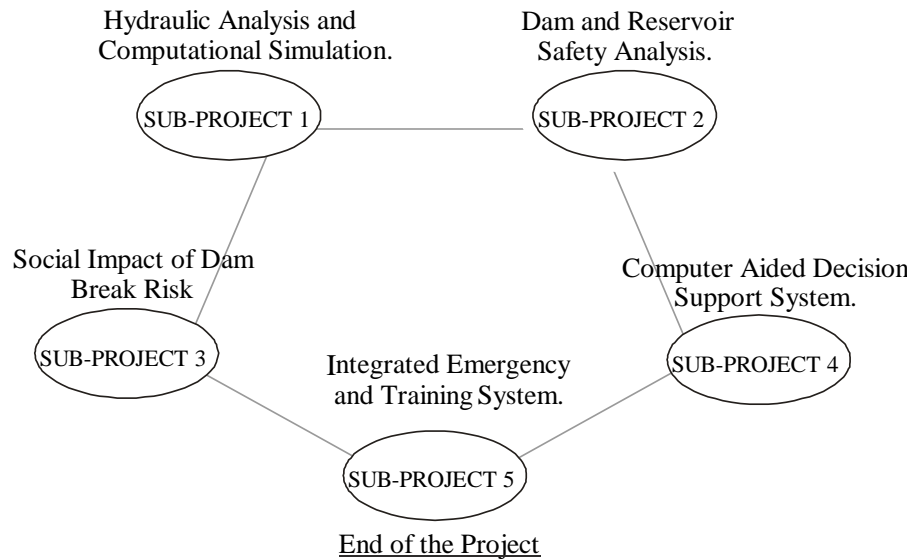 Hydraulic Analysis and
Computational Simulation.
SUB-PROJECT 1
Dam and Reservoir
Safety Analysis.
SUB-PROJECT 2
Social Impact of Dam
Break Risk
SUB-PROJECT 3
Computer Aided Decision
Support System.
SUB-PROJECT 4
Integrated Emergency
and Training System.
SUB-PROJECT 5
End of the Project